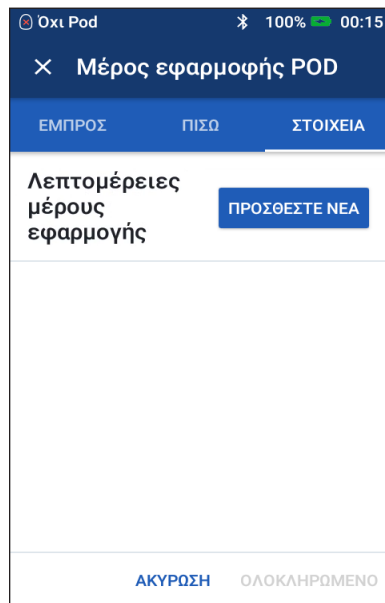 Όχι Pod 100% 00:15
Μέρος εφαρμοφής POD
ΕΜΠΡΟΣ ΠΙΣΩ ΣΤΟΙΧΕΙΑ
Λεπτομέρειες
μέρους
εφαρμογής
ΠΡΟΣΘΕΣΤΕ ΝΕΑ
ΑΚΥΡΩΣΗ ΟΛΟΚΛΗΡΩΜΕΝΟ